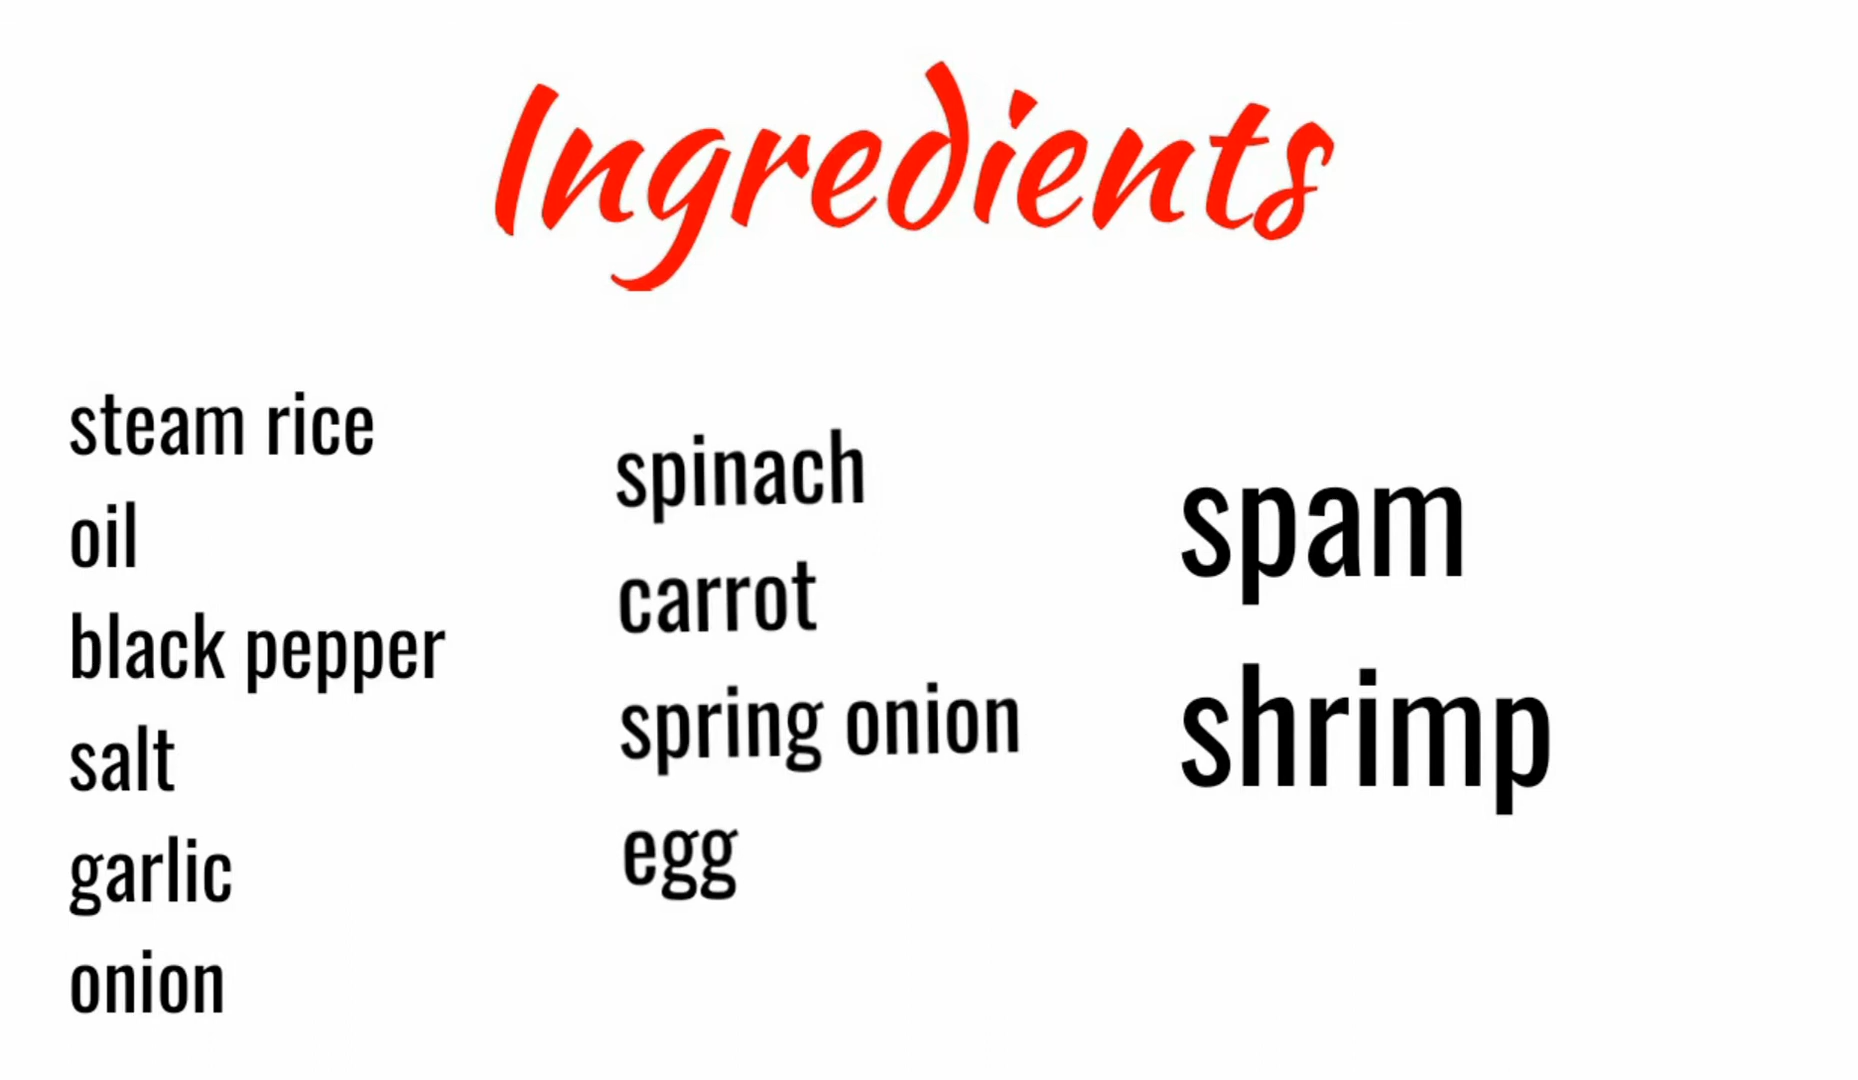 Ingredients
steam rice
oil
black pepper
salt
garlic
onion
spinach
carrot
spring onion
egg
spam
shrimp